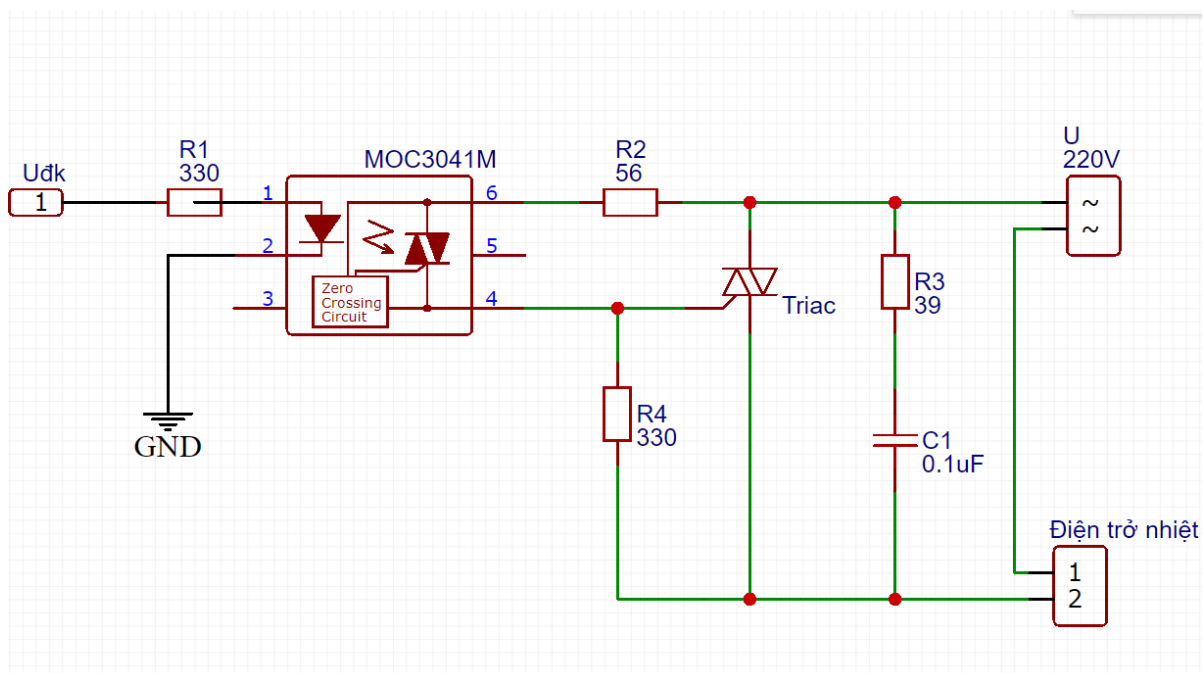 Uđk
1
R1
330
MOC3041M
1
2
3
6
5
4
Zero
Crossing
Circuit
GND
R2
56
R4
330
Triac
R3
39
C1
0.1uF
U
220V
~
~
Điện trở nhiệt
1
2